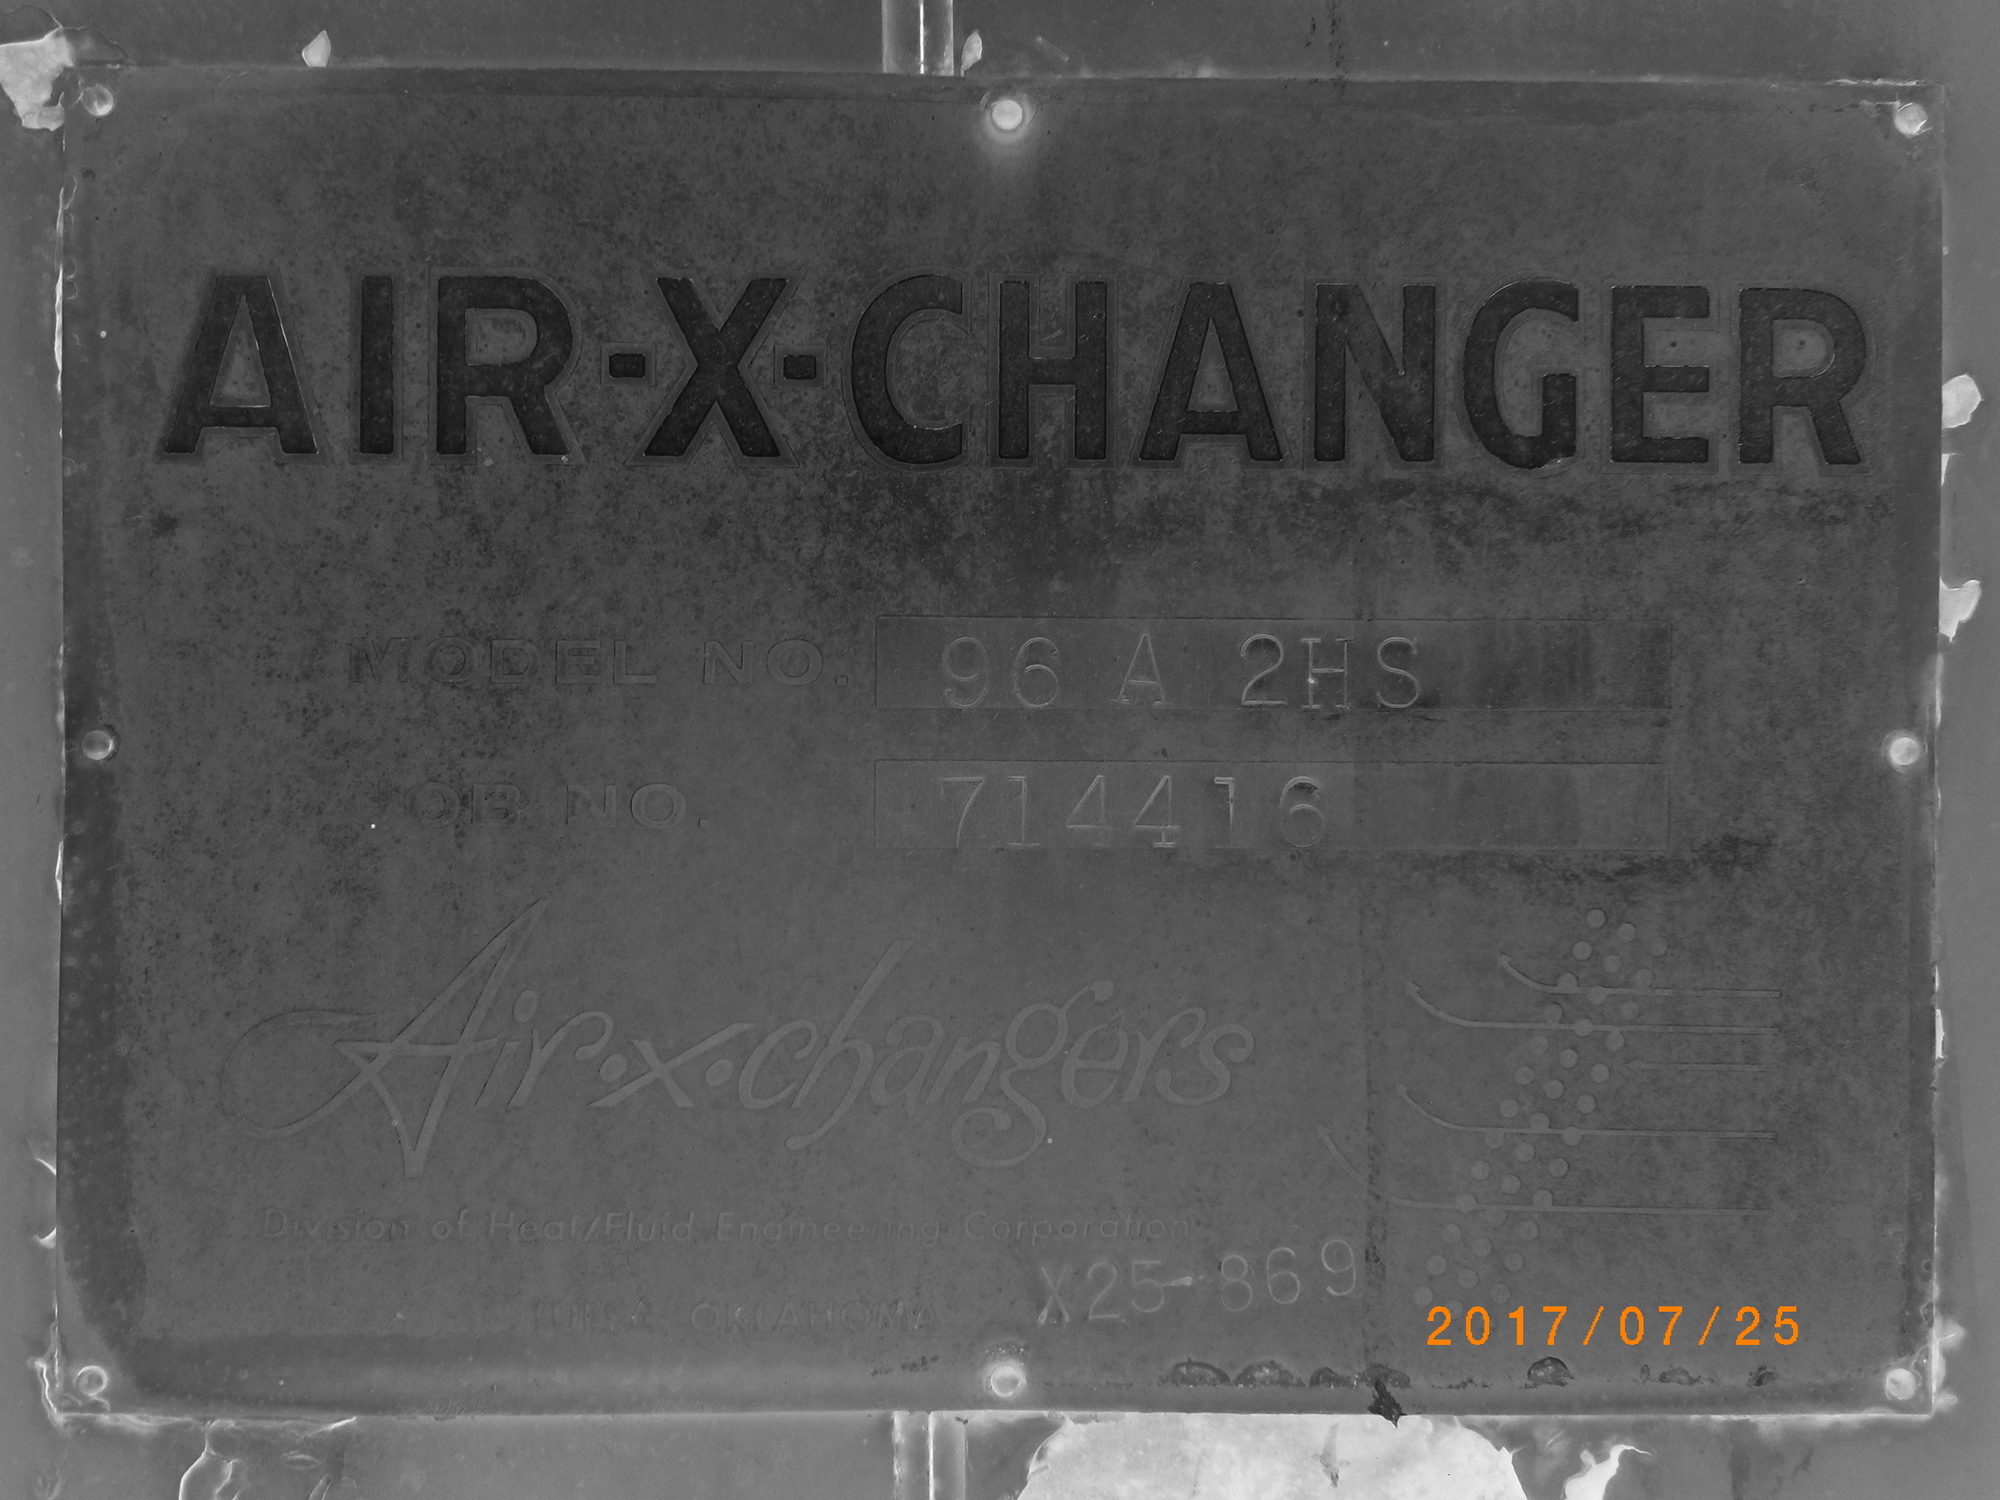 AIR·X·CHANGER
MODEL NO. 96 A 2HS
JOB NO. 714416
Air·x·changers
Division of Heat/Fluid Engineering Corporation
TULSA OKLAHOMA X25-869
2017/07/25